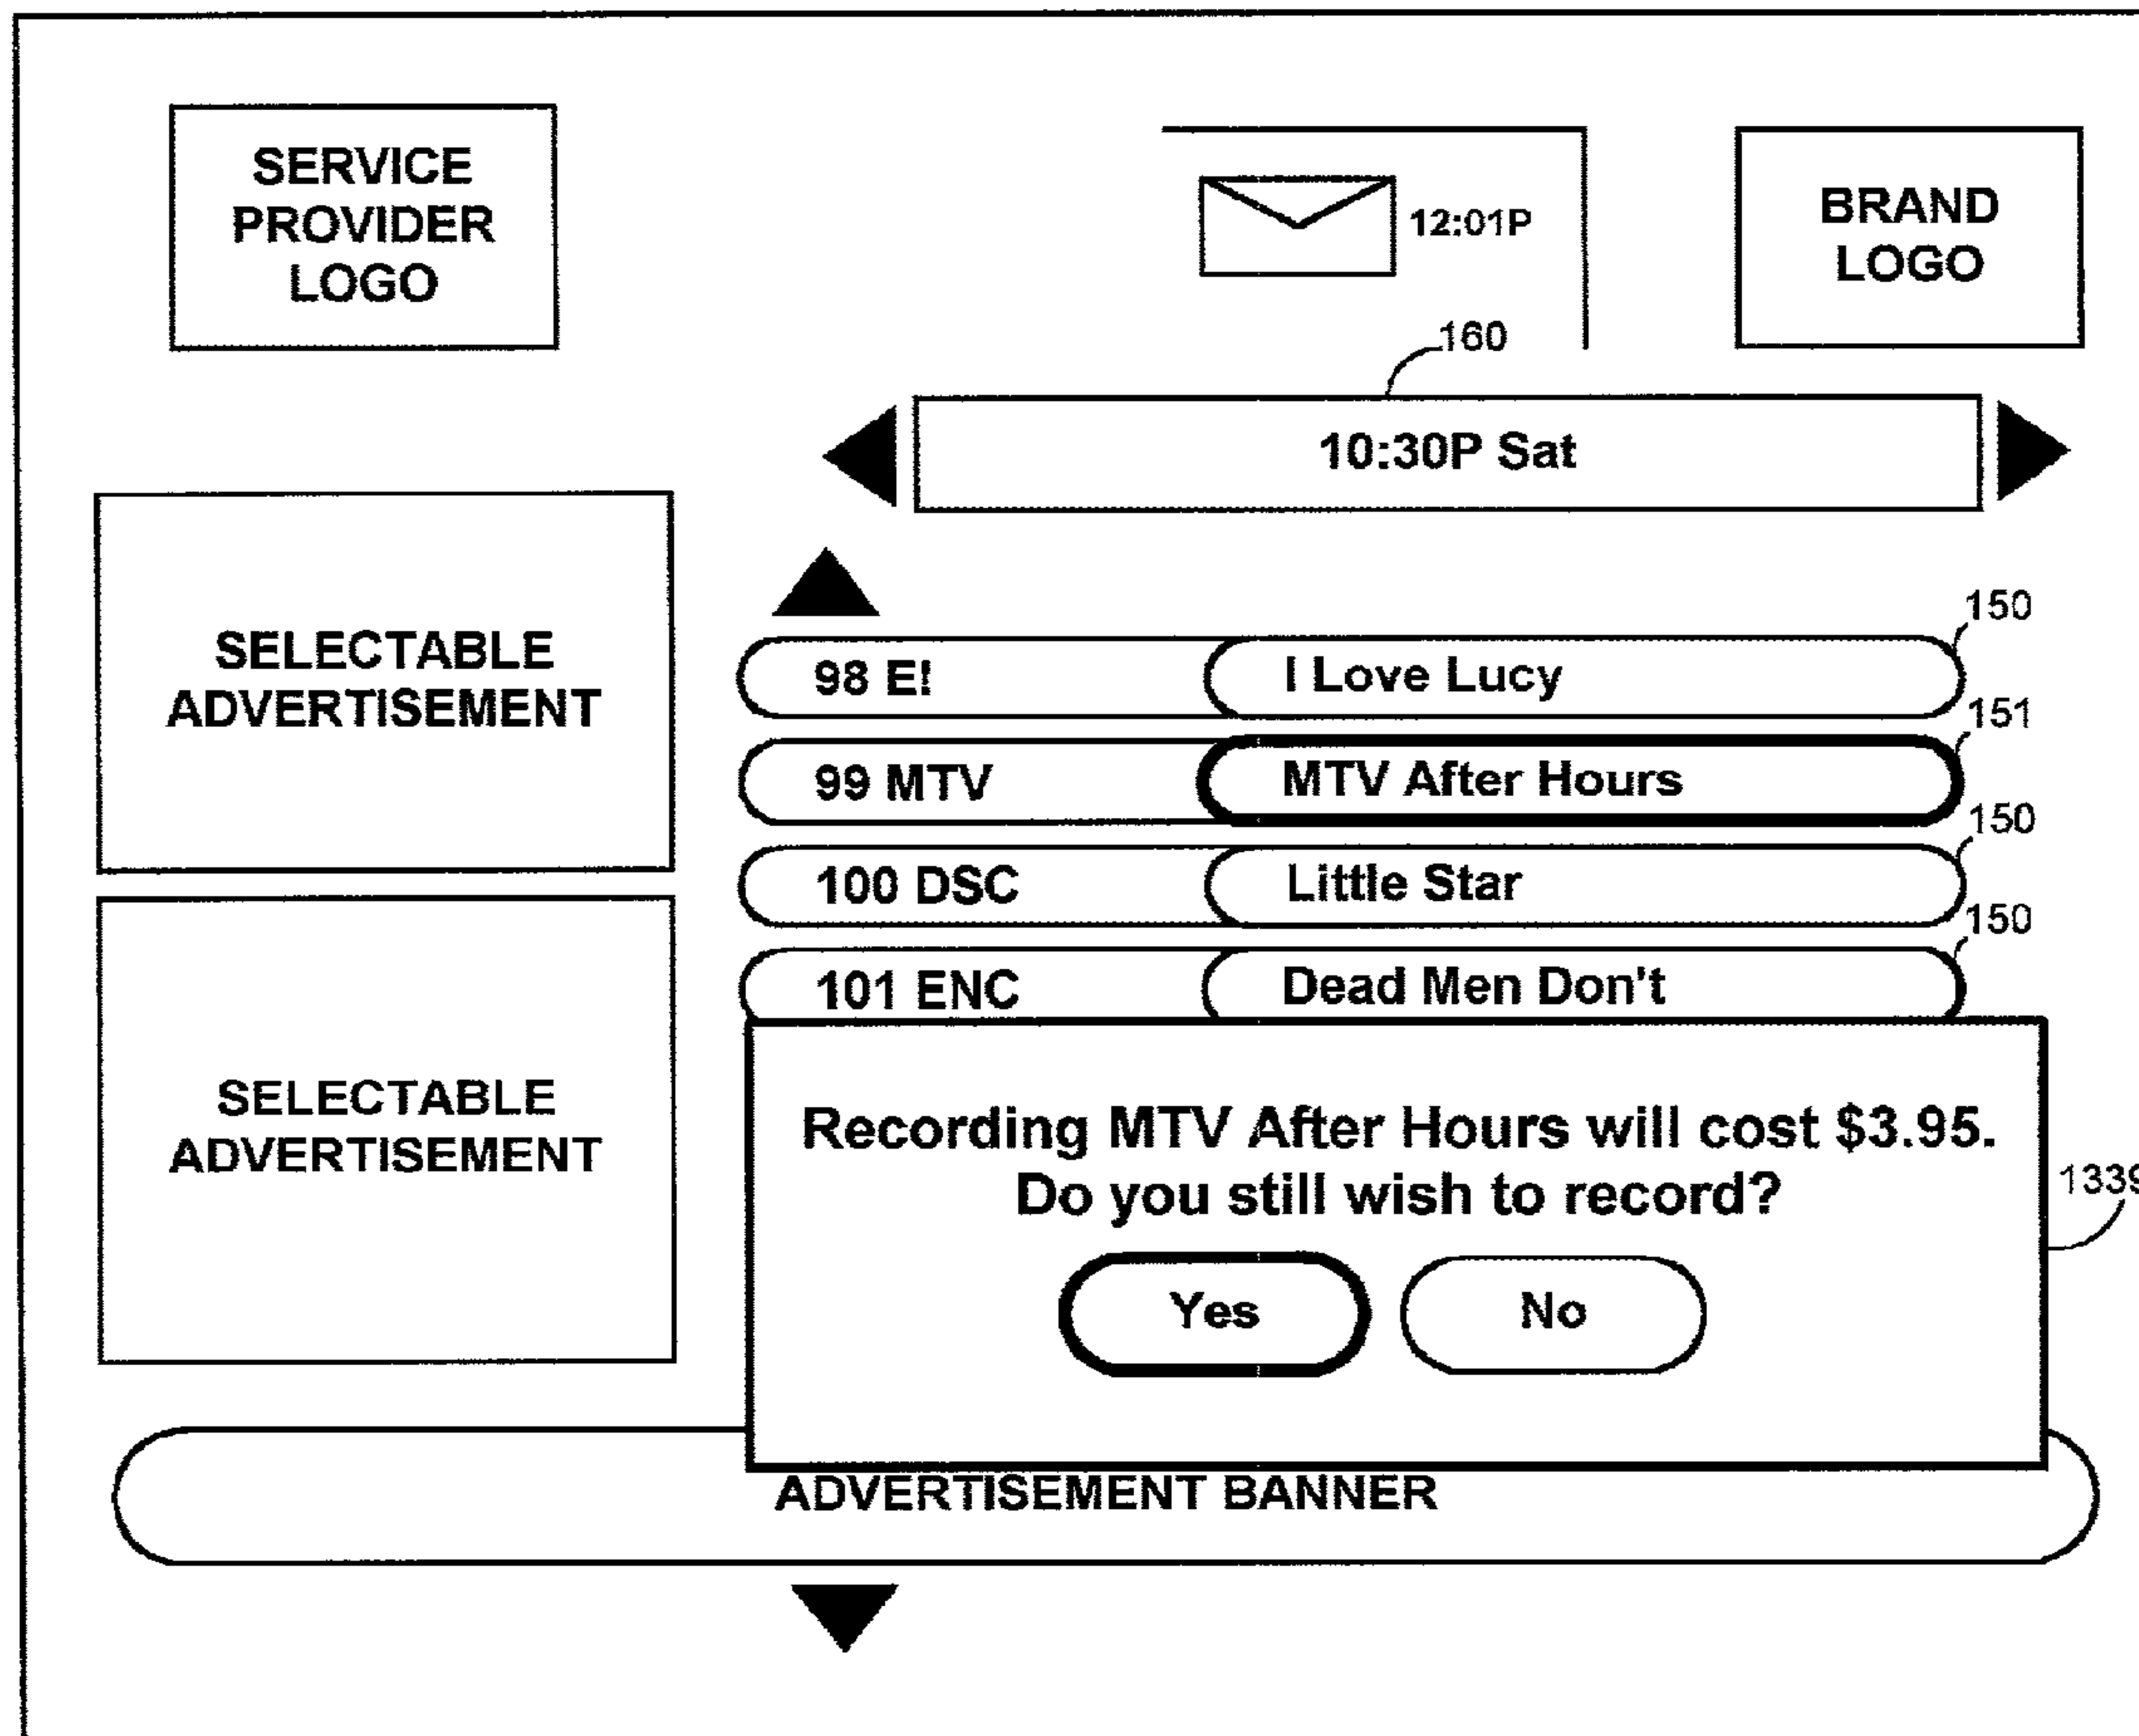 SERVICE
PROVIDER
LOGO
12:01P
BRAND
LOGO
160
10:30P Sat
SELECTABLE
ADVERTISEMENT
150
98 E! I Love Lucy
151
99 MTV MTV After Hours
150
100 DSC Little Star
150
101 ENC Dead Men Don't
SELECTABLE
ADVERTISEMENT
Recording MTV After Hours will cost $3.95.
Do you still wish to record?
1339
Yes No
ADVERTISEMENT BANNER